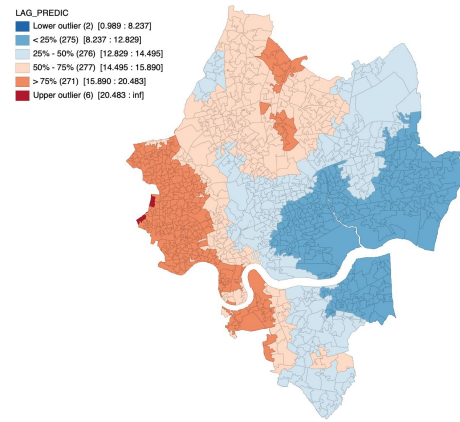 LAG_PREDIC
Lower outlier (2) [0.989 : 8.237]
< 25% (275) [8.237 : 12.829]
25% - 50% (276) [12.829 : 14.495]
50% - 75% (277) [14.495 : 15.890]
> 75% (271) [15.890 : 20.483]
Upper outlier (6) [20.483 : inf]